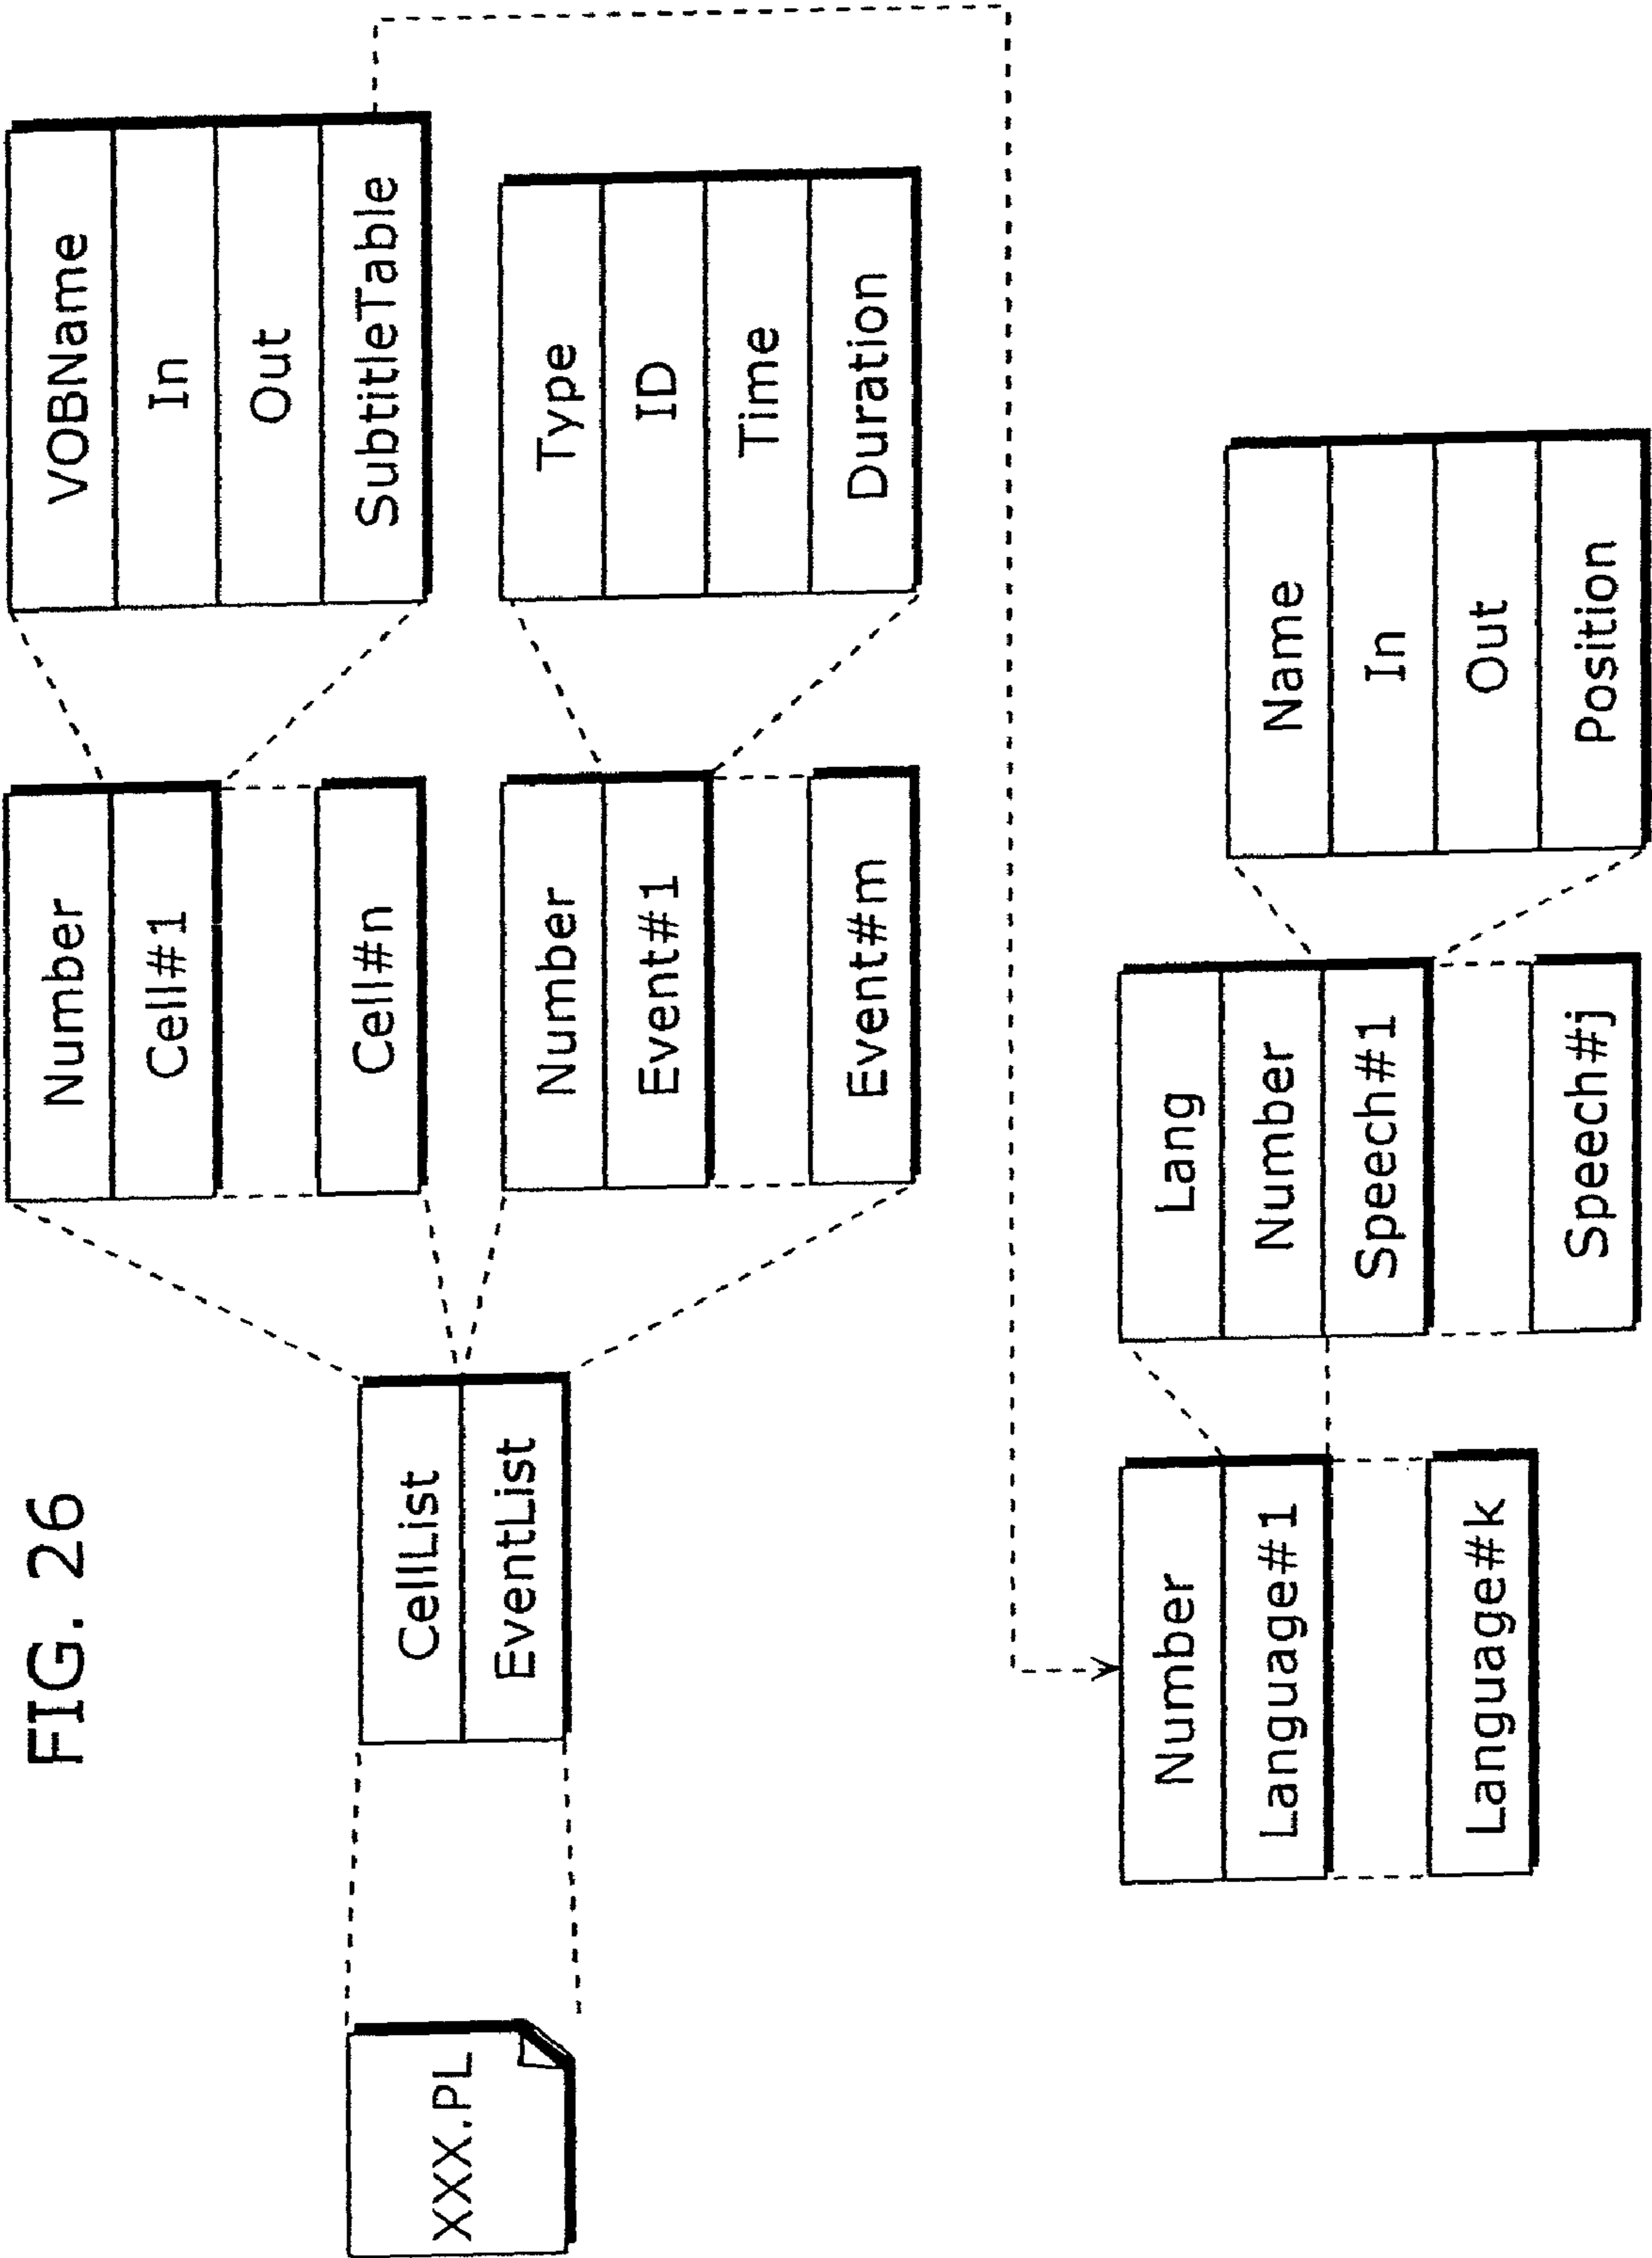 FIG. 26
XXX.PL
CellList
EventList
Number
Cell#1
Cell#n
Number
Event#1
Event#m
VOBName
In
Out
SubtitleTable
Type
ID
Time
Duration
Number
Language#1
Language#k
Lang
Number
Speech#1
Speech#j
Name
In
Out
Position